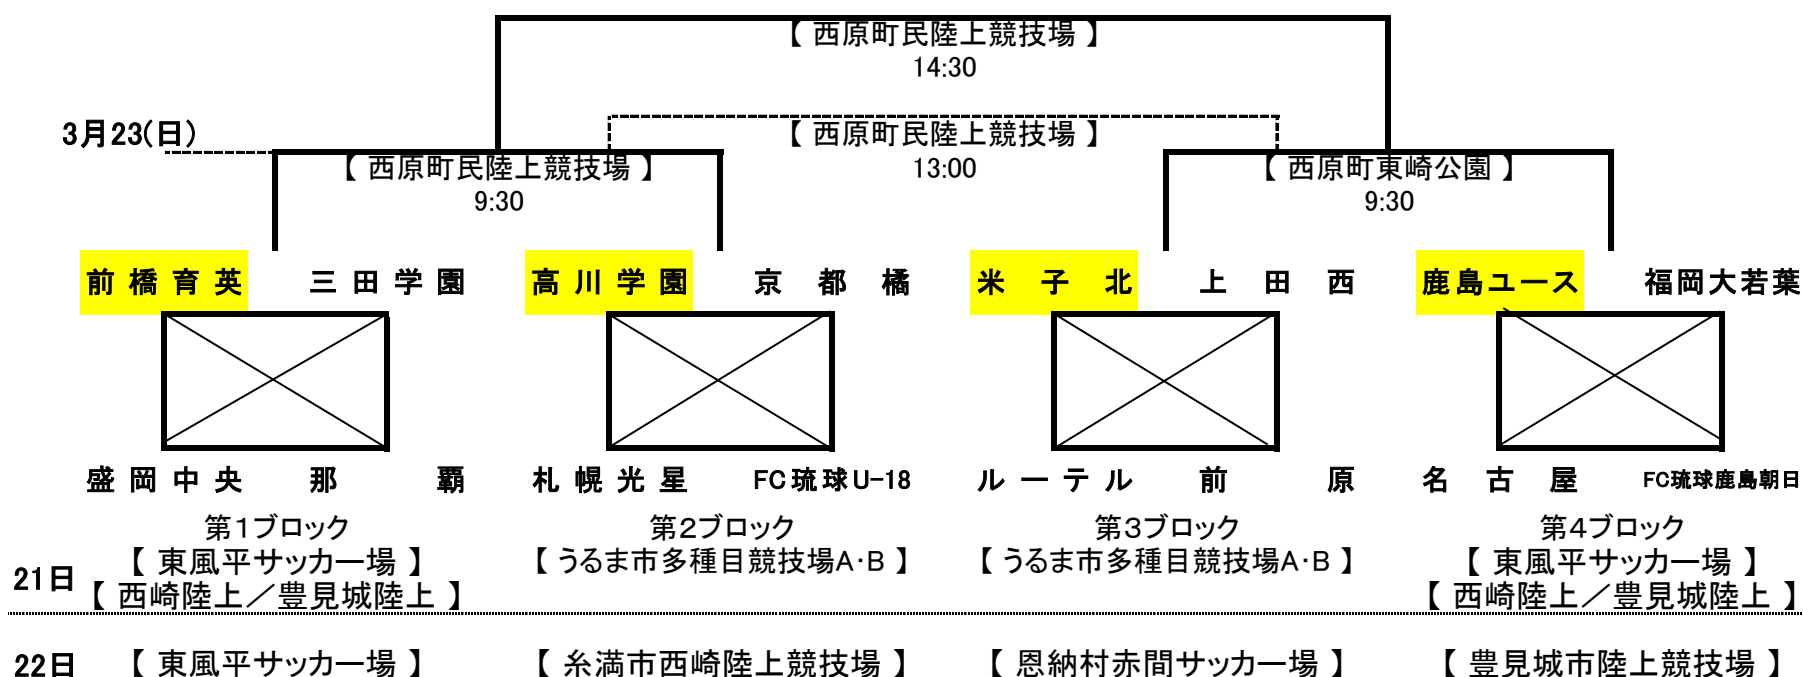 【 西原町民陸上競技場 】
14:30
3月23(日)
【 西原町民陸上競技場 】
13:00
【 西原町民陸上競技場 】
9:30
【 西原町東崎公園 】
9:30
前橋育英 三田学園 高川学園 京都橘 米子北 上田西 鹿島ユース 福岡大若葉
盛岡中央 那覇 札幌光星 FC琉球U-18 ルーテル 前原 名古屋 FC琉球鹿島朝日
第1ブロック 第2ブロック 第3ブロック 第4ブロック
21日 【 東風平サッカー場 】 【 うるま市多種目競技場A・B 】 【 うるま市多種目競技場A・B 】 【 東風平サッカー場 】
【 西崎陸上／豊見城陸上 】 【 西崎陸上／豊見城陸上 】
22日 【 東風平サッカー場 】 【 糸満市西崎陸上競技場 】 【 恩納村赤間サッカー場 】 【 豊見城市陸上競技場 】